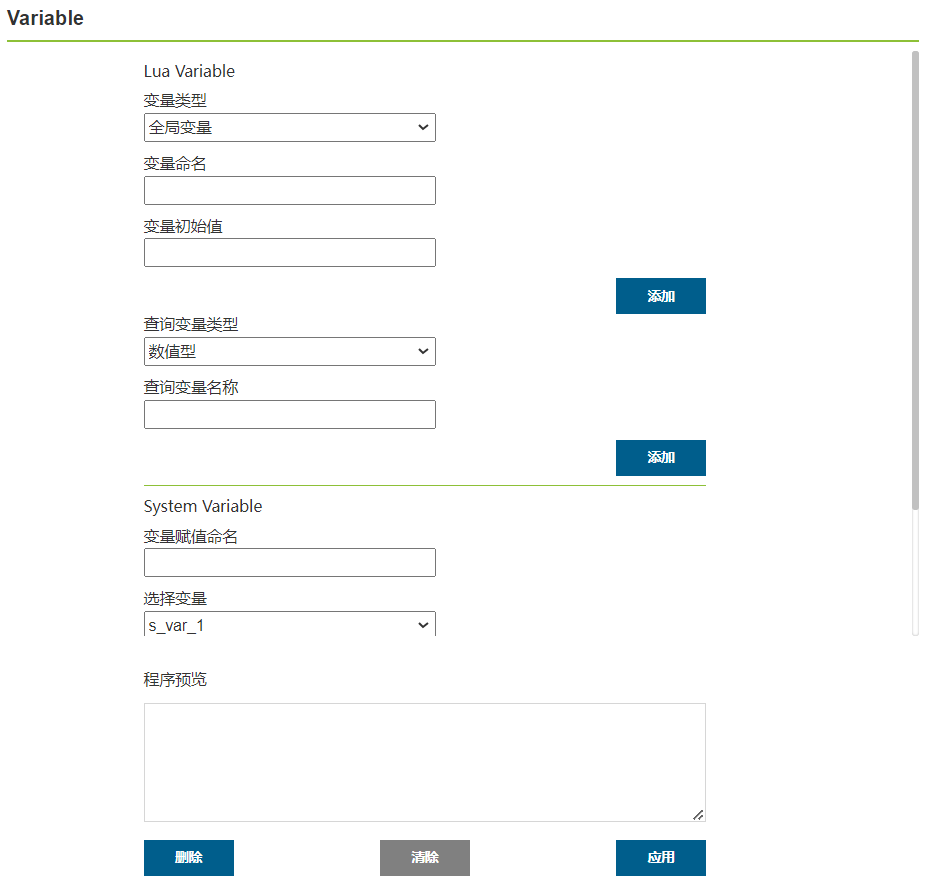 Variable
Lua Variable
变量类型
全局变量
变量命名
变量初始值
添加
查询变量类型
数值型
查询变量名称
添加
System Variable
变量赋值命名
选择变量
s_var_1
程序预览
删除
清除
应用